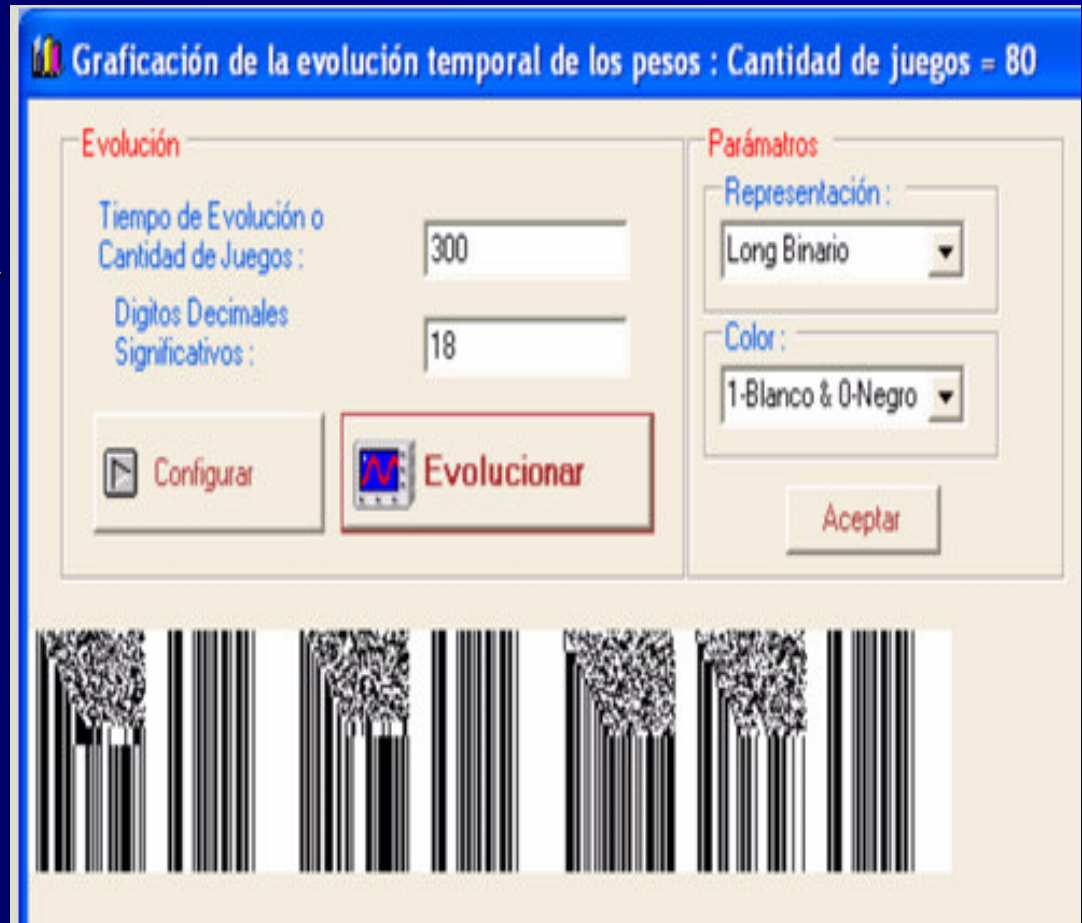 Graficación de la evolución temporal de los pesos : Cantidad de juegos = 80
Evolución
Tiempo de Evolución o
Cantidad de Juegos :
300
Digitos Decimales
Significativos :
18
Configurar
Evolucionar
Parámatros
Representación :
Long Binario
Color :
1-Blanco & 0-Negro
Aceptar